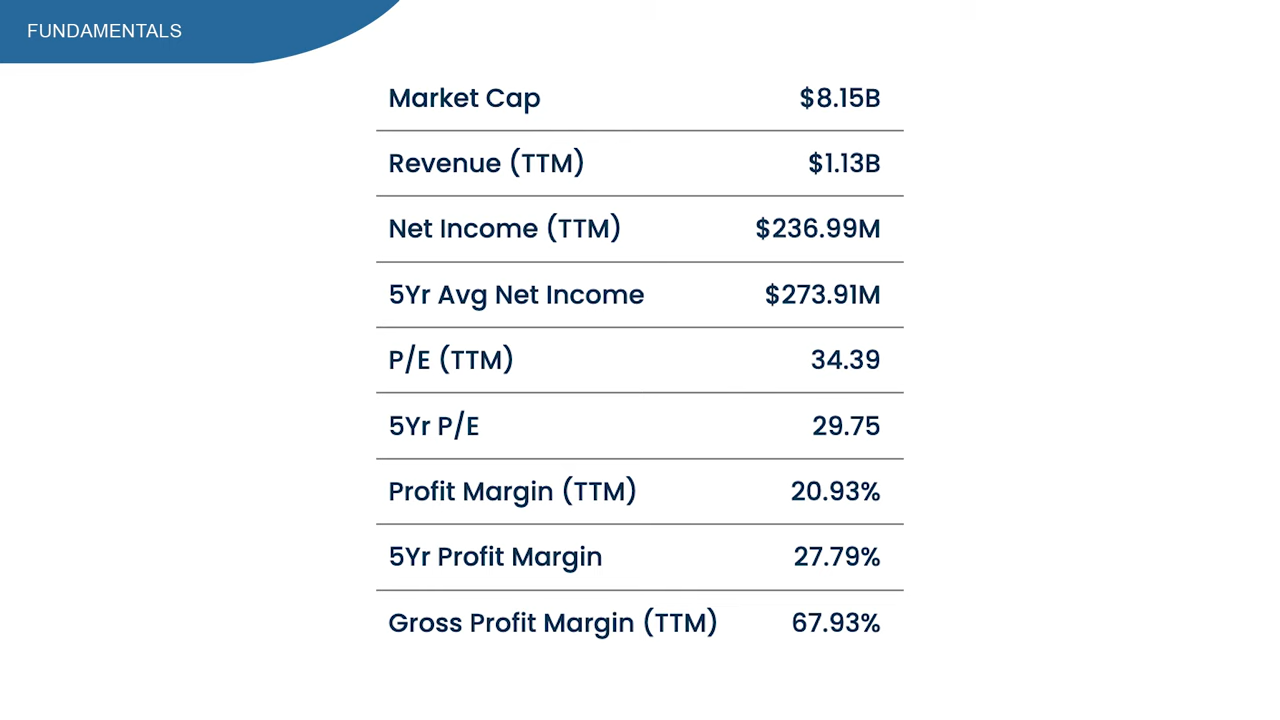 FUNDAMENTALS
Market Cap $8.15B
Revenue (TTM) $1.13B
Net Income (TTM) $236.99M
5Yr Avg Net Income $273.91M
P/E (TTM) 34.39
5Yr P/E 29.75
Profit Margin (TTM) 20.93%
5Yr Profit Margin 27.79%
Gross Profit Margin (TTM) 67.93%